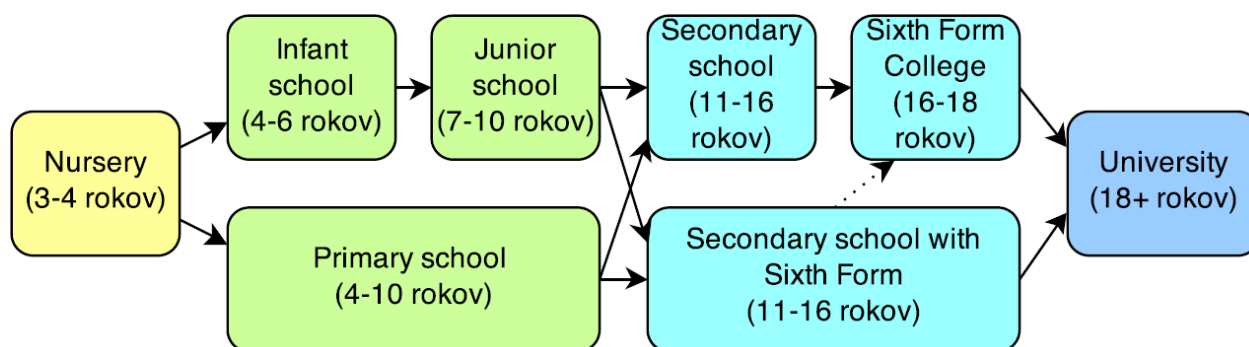 Nursery
(3-4 rokov)
Infant
school
(4-6 rokov)
Junior
school
(7-10 rokov)
Primary school
(4-10 rokov)
Secondary
school
(11-16
rokov)
Sixth Form
College
(16-18
rokov)
Secondary school with
Sixth Form
(11-16 rokov)
University
(18+ rokov)